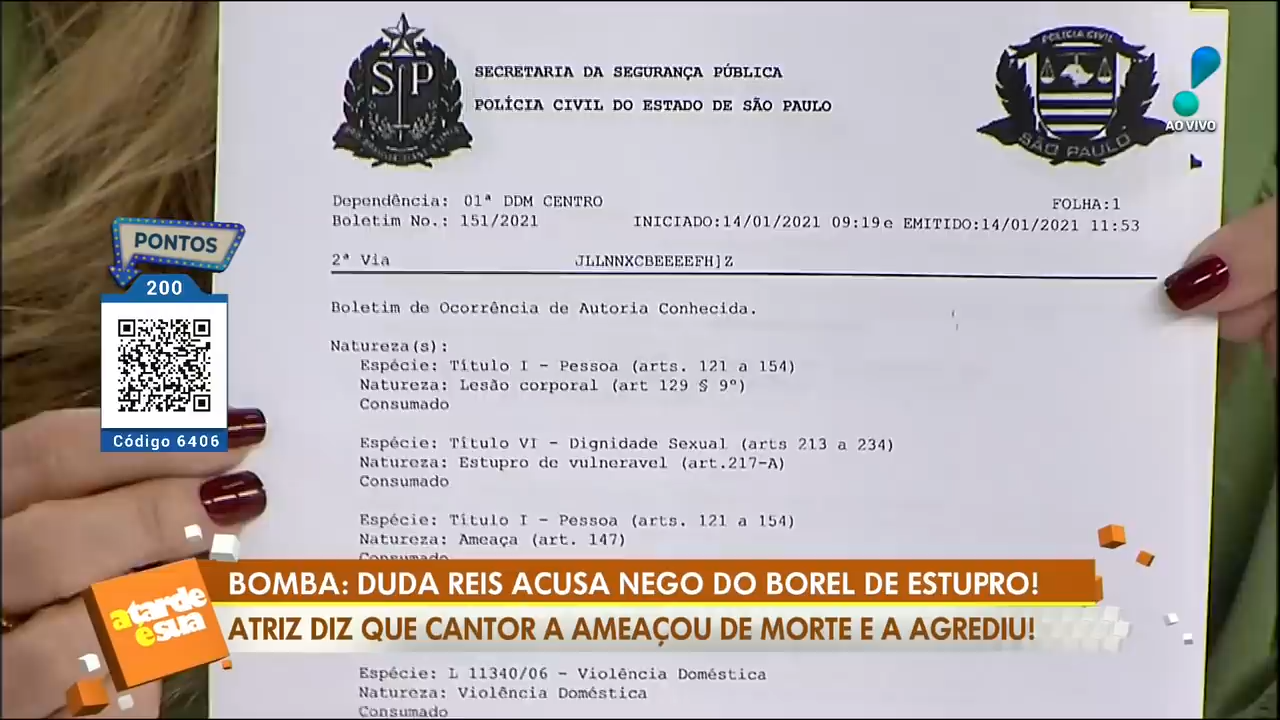 SP
SECRETARIA DA SEGURANÇA PÚBLICA
POLÍCIA CIVIL DO ESTADO DE SÃO PAULO
POLÍCIA CIVIL
SÃO PAULO
AO VIVO
Dependência: 01ª DDM CENTRO
FOLHA:1
Boletim No.: 151/2021
INICIADO:14/01/2021 09:19e EMITIDO:14/01/2021 11:53
2ª Via
JLLNNXCBEEEEFH]Z
Boletim de Ocorrência de Autoria Conhecida.
Natureza(s):
Espécie: Título I - Pessoa (arts. 121 a 154)
Natureza: Lesão corporal (art 129 § 9º)
Consumado
Espécie: Título VI - Dignidade Sexual (arts 213 a 234)
Natureza: Estupro de vulneravel (art.217-A)
Consumado
Espécie: Título I - Pessoa (arts. 121 a 154)
Natureza: Ameaça (art. 147)
Consumado
Espécie: L 11340/06 - Violência Doméstica
Natureza: Violência Doméstica
Consumado
PONTOS
200
Código 6406
a tarde
é sua
BOMBA: DUDA REIS ACUSA NEGO DO BOREL DE ESTUPRO!
ATRIZ DIZ QUE CANTOR A AMEAÇOU DE MORTE E A AGREDIU!